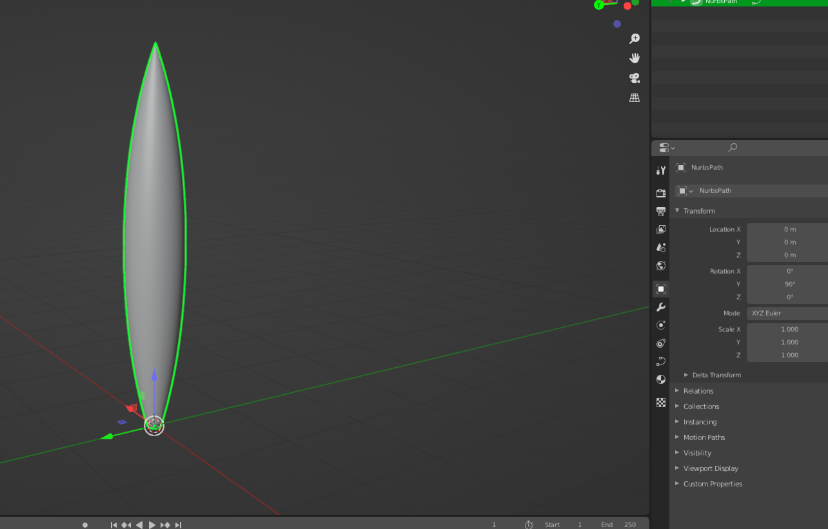 NurbsPath
Y
NurbsPath
NurbsPath
Transform
Location X 0 m
Y 0 m
Z 0 m
Rotation X 0°
Y 90°
Z 0°
Mode XYZ Euler
Scale X 1.000
Y 1.000
Z 1.000
Delta Transform
Relations
Collections
Instancing
Motion Paths
Visibility
Viewport Display
Custom Properties
1 Start 1 End 250